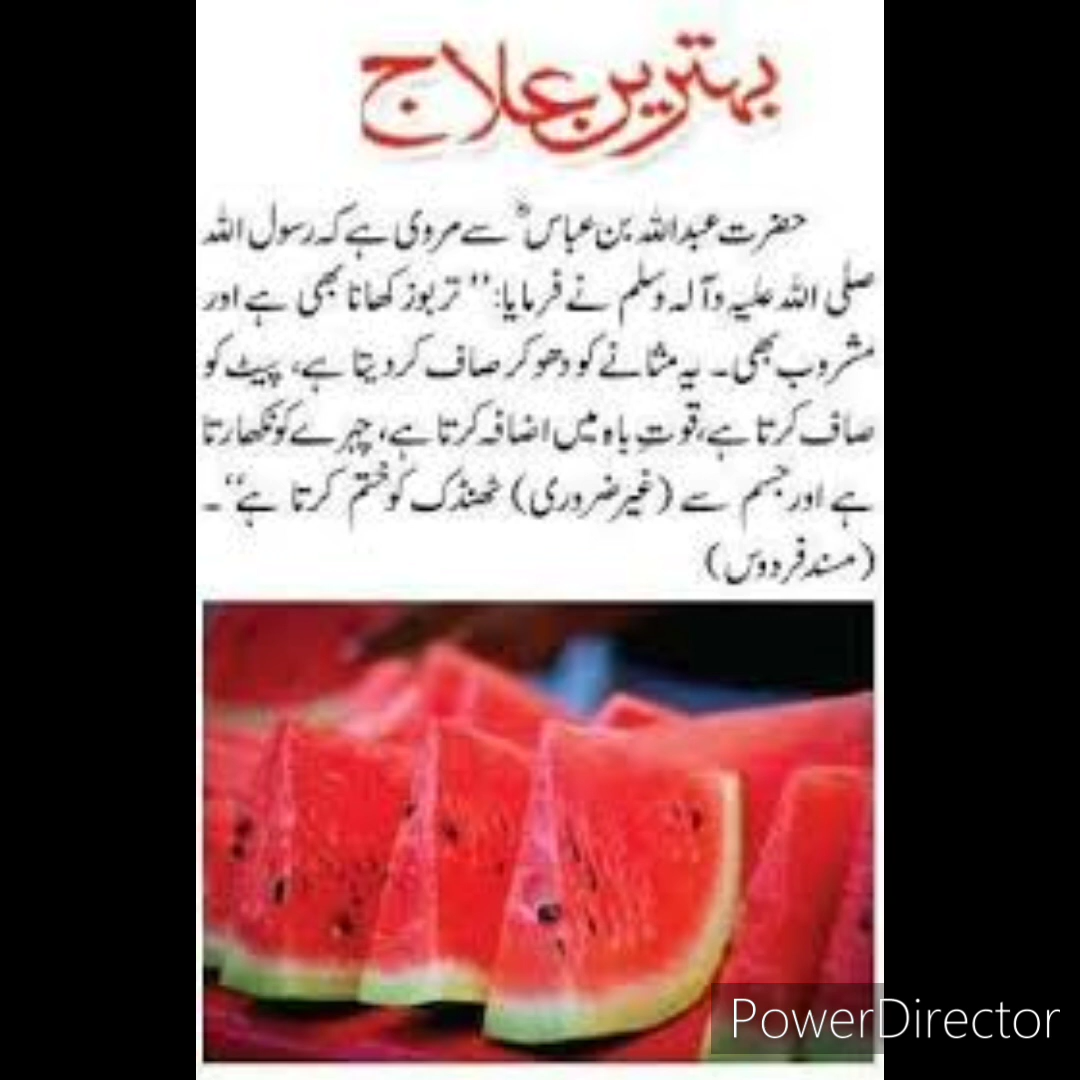 بہترین علاج
حضرت عبداللہ بن عباسؓ سے مروی ہے کہ رسول اللہ
صلی اللہ علیہ وآلہ وسلم نے فرمایا: ’’تربوز کھانا بھی ہے اور
مشروب بھی۔ یہ مثانے کو دھو کر صاف کر دیتا ہے، پیٹ کو
صاف کرتا ہے، قوتِ باہ میں اضافہ کرتا ہے، چہرے کو نکھارتا
ہے اور جسم سے (غیر ضروری) ٹھنڈک کو ختم کرتا ہے‘‘۔
(مسند فردوس)
PowerDirector